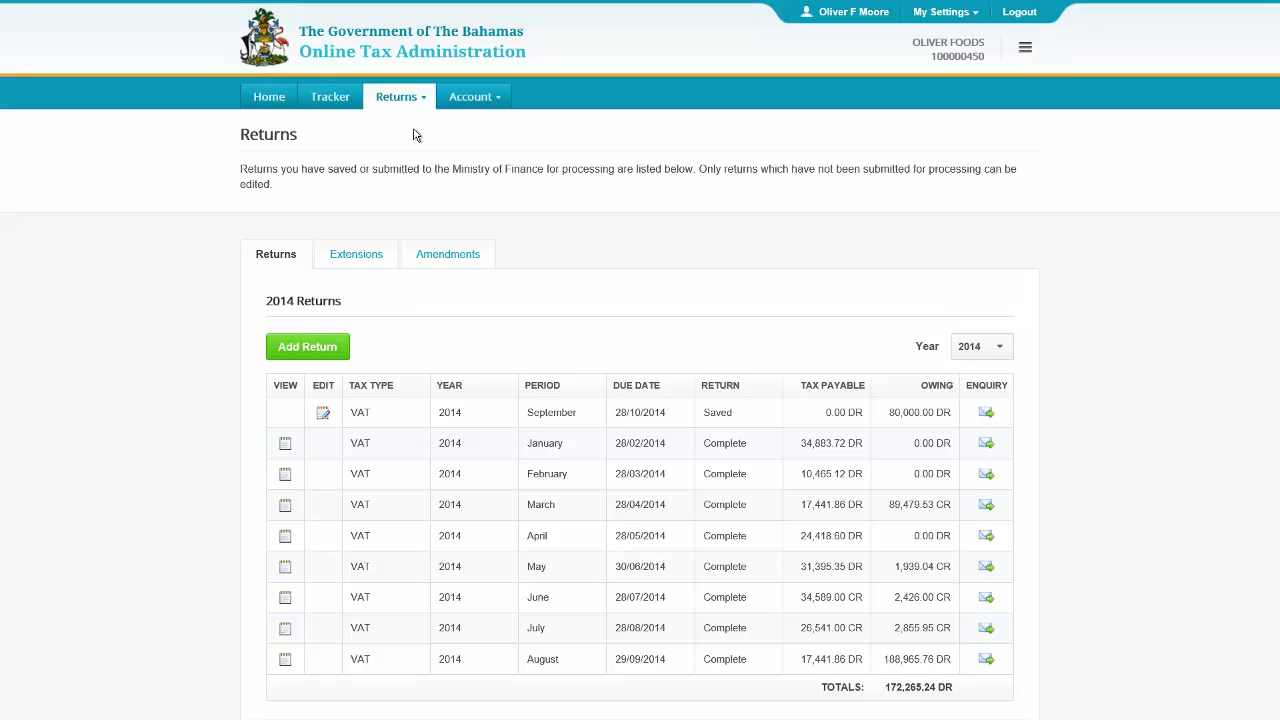 Oliver F Moore My Settings Logout
The Government of The Bahamas
Online Tax Administration
OLIVER FOODS
100000450
Home Tracker Returns Account
Returns
Returns you have saved or submitted to the Ministry of Finance for processing are listed below. Only returns which have not been submitted for processing can be
edited.
Returns Extensions Amendments
2014 Returns
Add Return Year 2014
VIEW EDIT TAX TYPE YEAR PERIOD DUE DATE RETURN TAX PAYABLE OWING ENQUIRY
VAT 2014 September 28/10/2014 Saved 0.00 DR 80,000.00 DR
VAT 2014 January 28/02/2014 Complete 34,883.72 DR 0.00 DR
VAT 2014 February 28/03/2014 Complete 10,465.12 DR 0.00 DR
VAT 2014 March 28/04/2014 Complete 17,441.86 DR 89,479.53 CR
VAT 2014 April 28/05/2014 Complete 24,418.60 DR 0.00 DR
VAT 2014 May 30/06/2014 Complete 31,395.35 DR 1,939.04 CR
VAT 2014 June 28/07/2014 Complete 34,589.00 CR 2,426.00 CR
VAT 2014 July 28/08/2014 Complete 26,541.00 CR 2,855.95 CR
VAT 2014 August 29/09/2014 Complete 17,441.86 DR 188,965.76 DR
TOTALS: 172,265.24 DR